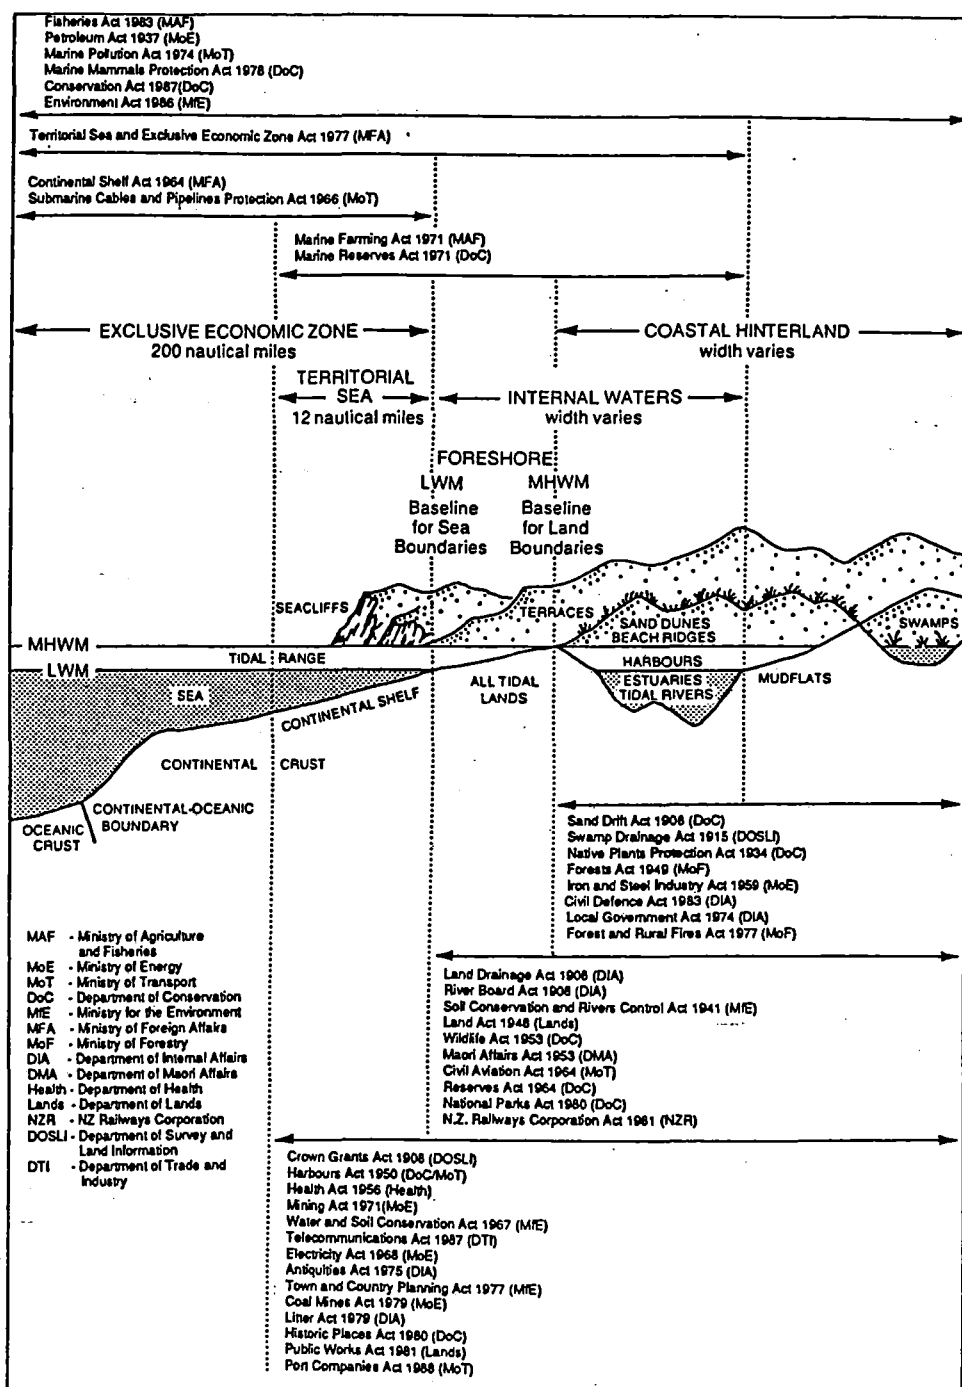 Fisheries Act 1983 (MAF)
Petroleum Act 1937 (MoE)
Marine Pollution Act 1974 (MoT)
Marine Mammals Protection Act 1978 (DoC)
Conservation Act 1987(DoC)
Environment Act 1986 (MfE)
Territorial Sea and Exclusive Economic Zone Act 1977 (MFA)
Continental Shelf Act 1964 (MFA)
Submarine Cables and Pipelines Protection Act 1966 (MoT)
Marine Farming Act 1971 (MAF)
Marine Reserves Act 1971 (DoC)
EXCLUSIVE ECONOMIC ZONE
200 nautical miles
COASTAL HINTERLAND
width varies
TERRITORIAL
SEA
12 nautical miles
INTERNAL WATERS
width varies
FORESHORE
LWM
Baseline
for Sea
Boundaries
MHWM
Baseline
for Land
Boundaries
SEACLIFFS
TERRACES
SAND DUNES
BEACH RIDGES
SWAMPS
MHWM
TIDAL RANGE
HARBOURS
LWM
SEA
CONTINENTAL SHELF
ALL TIDAL
LANDS
ESTUARIES
TIDAL RIVERS
MUDFLATS
CONTINENTAL CRUST
CONTINENTAL-OCEANIC
BOUNDARY
OCEANIC
CRUST
Sand Drift Act 1908 (DoC)
Swamp Drainage Act 1915 (DOSLI)
Native Plants Protection Act 1934 (DoC)
Forests Act 1949 (MoF)
Iron and Steel Industry Act 1959 (MoE)
Civil Defence Act 1983 (DIA)
Local Government Act 1974 (DIA)
Forest and Rural Fires Act 1977 (MoF)
MAF - Ministry of Agriculture
and Fisheries
MoE - Ministry of Energy
MoT - Ministry of Transport
DoC - Department of Conservation
MfE - Ministry for the Environment
MFA - Ministry of Foreign Affairs
MoF - Ministry of Forestry
DIA - Department of Internal Affairs
DMA - Department of Maori Affairs
Health - Department of Health
Lands - Department of Lands
NZR - NZ Railways Corporation
DOSLI - Department of Survey and
Land Information
DTI - Department of Trade and
Industry
Land Drainage Act 1908 (DIA)
River Board Act 1908 (DIA)
Soil Conservation and Rivers Control Act 1941 (MfE)
Land Act 1948 (Lands)
Wildlife Act 1953 (DoC)
Maori Affairs Act 1953 (DMA)
Civil Aviation Act 1964 (MoT)
Reserves Act 1964 (DoC)
National Parks Act 1980 (DoC)
N.Z. Railways Corporation Act 1981 (NZR)
Crown Grants Act 1908 (DOSLI)
Harbours Act 1950 (DoC/MoT)
Health Act 1956 (Health)
Mining Act 1971(MoE)
Water and Soil Conservation Act 1967 (MfE)
Telecommunications Act 1987 (DTI)
Electricity Act 1968 (MoE)
Antiquities Act 1975 (DIA)
Town and Country Planning Act 1977 (MfE)
Coal Mines Act 1979 (MoE)
Litter Act 1979 (DIA)
Historic Places Act 1980 (DoC)
Public Works Act 1981 (Lands)
Port Companies Act 1988 (MoT)